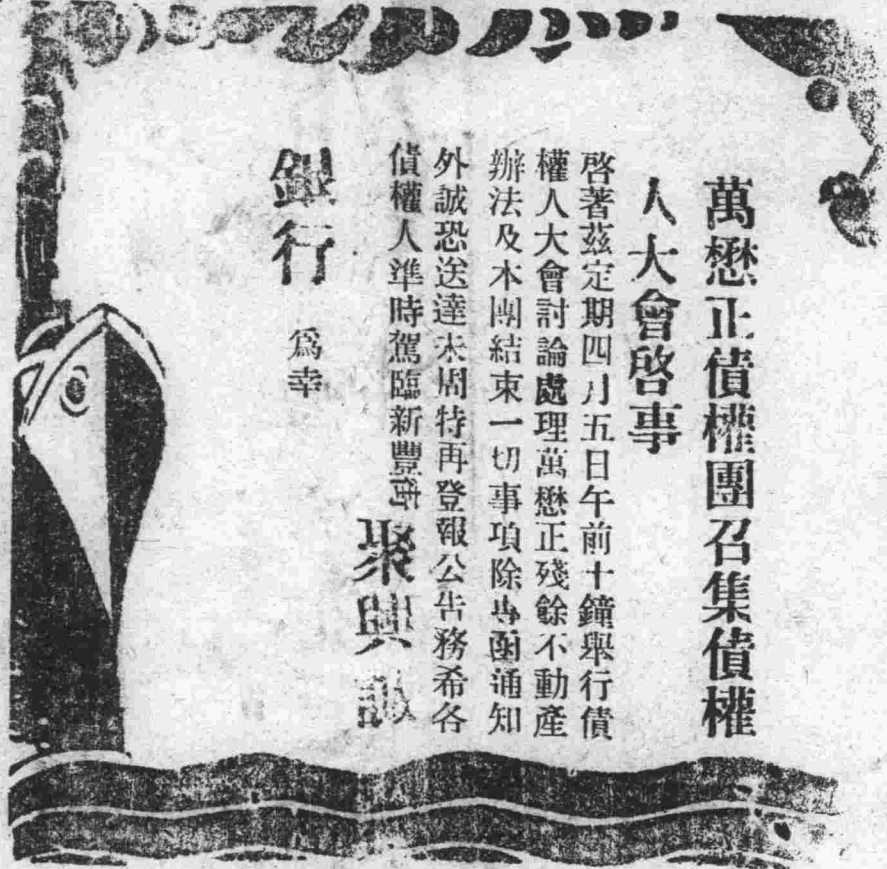 萬懋正債權團召集債權
人大會啓事
啓著茲定期四月五日午前十鐘舉行債
權人大會討論處理萬懋正殘餘不動產
辦法及本團結束一切事項除專函通知
外誠恐送達未周特再登報公告務希各
債權人準時駕臨新豐街聚興誠
銀行爲幸